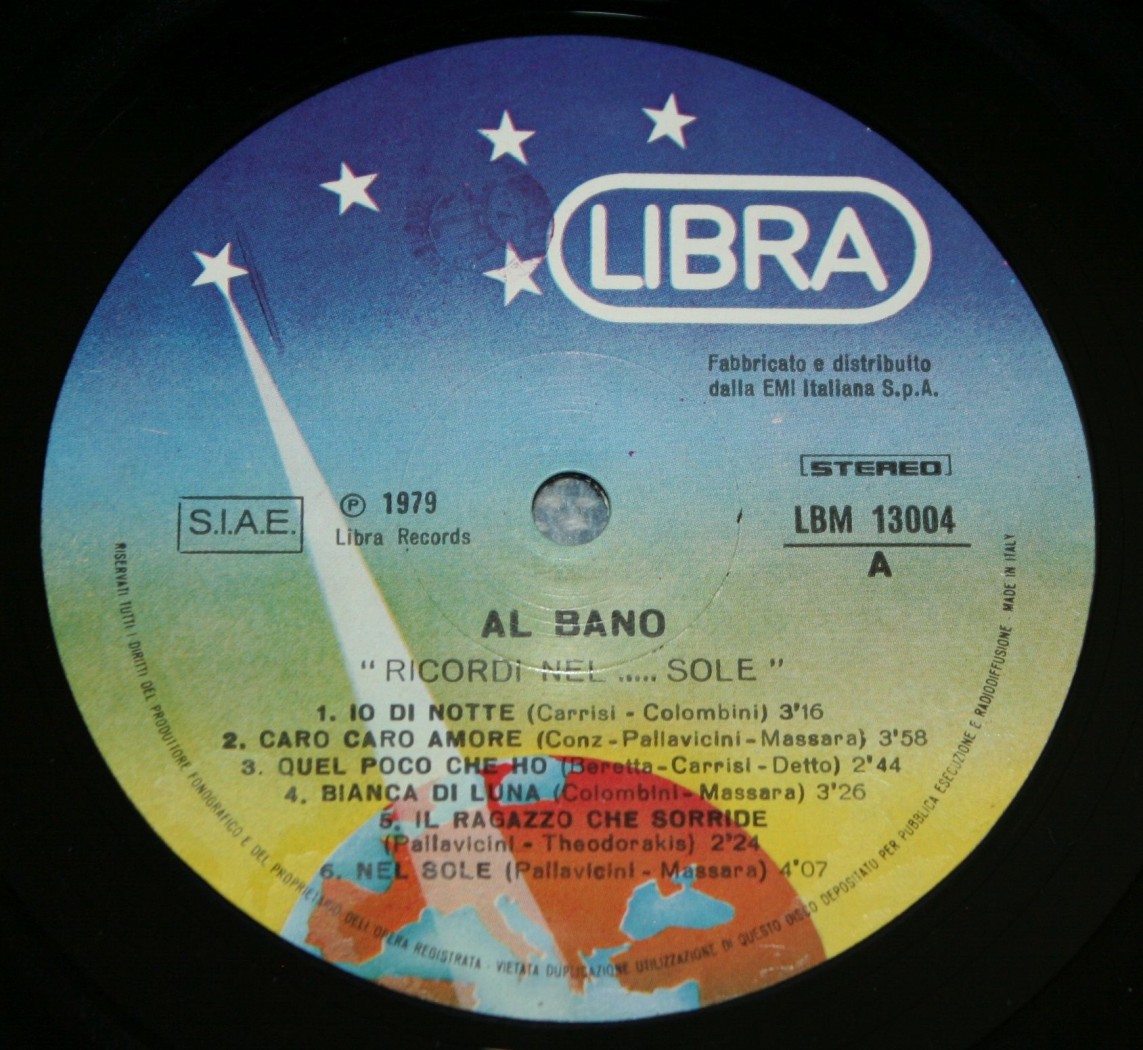 LIBRA
Fabbricato e distribuito
dalla EMI Italiana S.p.A.
STEREO
S.I.A.E.
Ⓟ 1979
Libra Records
LBM 13004
A
AL BANO
“ RICORDI NEL ..... SOLE ”
1. IO DI NOTTE (Carrisi - Colombini) 3'16
2. CARO CARO AMORE (Conz - Pallavicini - Massara) 3'58
3. QUEL POCO CHE HO (Beretta - Carrisi - Detto) 2'44
4. BIANCA DI LUNA (Colombini - Massara) 3'26
5. IL RAGAZZO CHE SORRIDE
(Pallavicini - Theodorakis) 2'24
6. NEL SOLE (Pallavicini - Massara) 4'07
RISERVATI TUTTI I DIRITTI DEL PRODUTTORE FONOGRAFICO E DEL PROPRIETARIO DELL'OPERA REGISTRATA - VIETATA DUPLICAZIONE UTILIZZAZIONE DI QUESTO DISCO DEPOSITATO PER PUBBLICA ESECUZIONE E RADIODIFFUSIONE - MADE IN ITALY